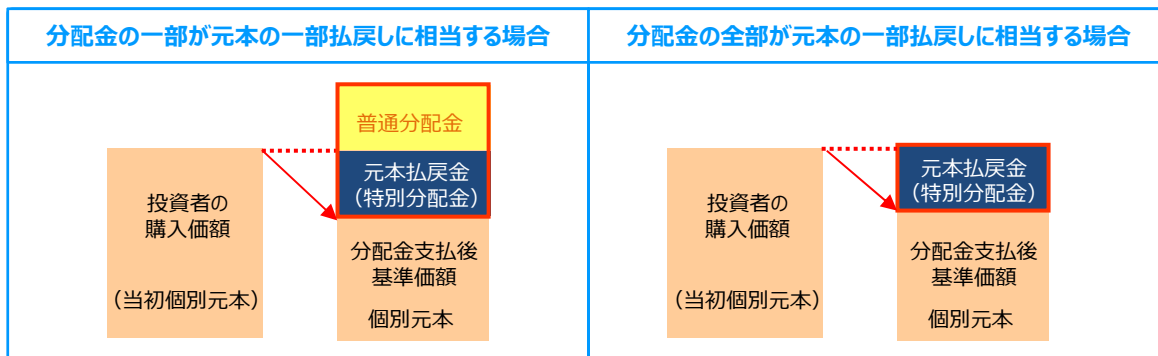 分配金の一部が元本の一部払戻しに相当する場合
普通分配金
元本払戻金
（特別分配金）
投資者の
購入価額
（当初個別元本）
分配金支払後
基準価額
個別元本
分配金の全部が元本の一部払戻しに相当する場合
元本払戻金
（特別分配金）
投資者の
購入価額
（当初個別元本）
分配金支払後
基準価額
個別元本